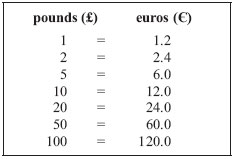 pounds (£) euros (€)
1 = 1.2
2 = 2.4
5 = 6.0
10 = 12.0
20 = 24.0
50 = 60.0
100 = 120.0